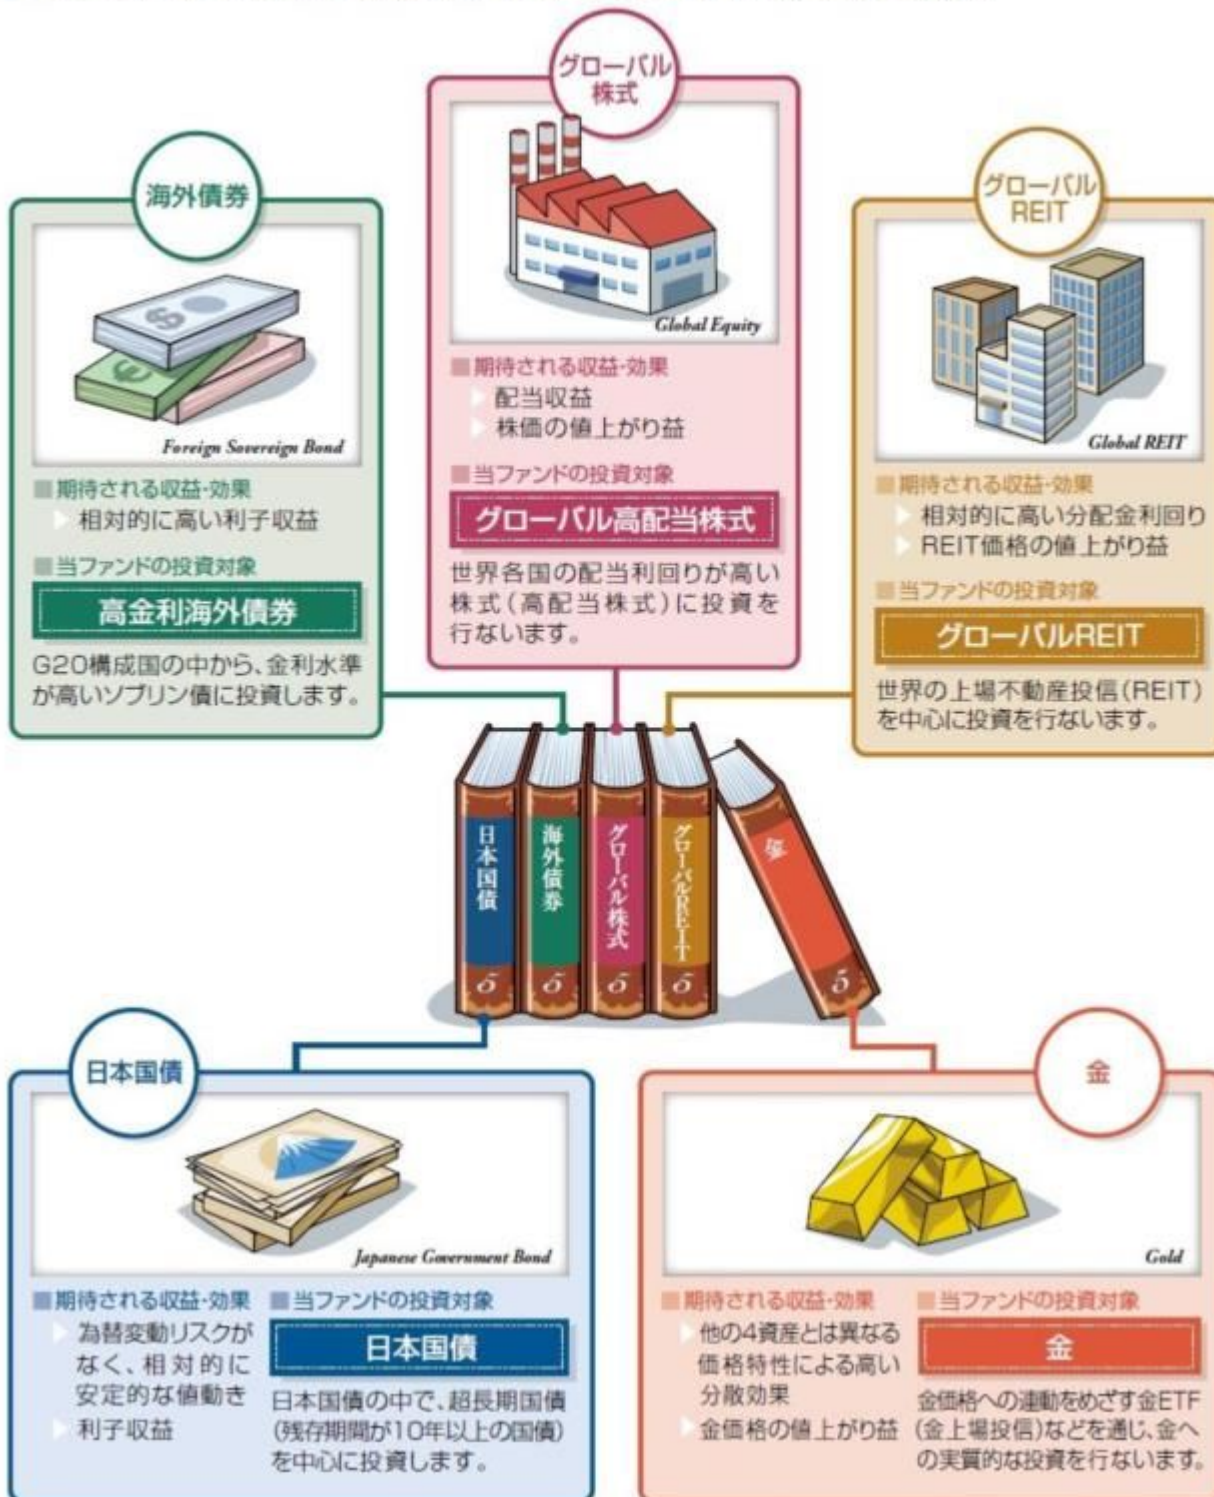 グローバル
株式
Global Equity
■期待される収益・効果
配当収益
株価の値上がり益
■当ファンドの投資対象
グローバル高配当株式
世界各国の配当利回りが高い
株式(高配当株式)に投資を
行ないます。
海外債券
Foreign Sovereign Bond
■期待される収益・効果
相対的に高い利子収益
■当ファンドの投資対象
高金利海外債券
G20構成国の中から、金利水準
が高いソブリン債に投資します。
グローバル
REIT
Global REIT
■期待される収益・効果
相対的に高い分配金利回り
REIT価格の値上がり益
■当ファンドの投資対象
グローバルREIT
世界の上場不動産投信(REIT)
を中心に投資を行ないます。
日本国債
5
海外債券
5
グローバル株式
5
グローバルREIT
5
金
5
日本国債
Japanese Government Bond
■期待される収益・効果
為替変動リスクが
なく、相対的に
安定的な値動き
利子収益
■当ファンドの投資対象
日本国債
日本国債の中で、超長期国債
(残存期間が10年以上の国債)
を中心に投資します。
金
Gold
■期待される収益・効果
他の4資産とは異なる
価格特性による高い
分散効果
金価格の値上がり益
■当ファンドの投資対象
金
金価格への連動をめざす金ETF
(金上場投信)などを通じ、金へ
の実質的な投資を行ないます。